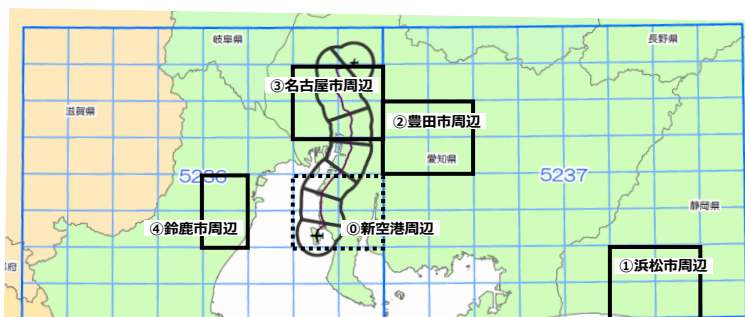 岐阜県
長野県
③名古屋市周辺
滋賀県
②豊田市周辺
愛知県
5236
5237
静岡県
④鈴鹿市周辺
⓪新空港周辺
①浜松市周辺
府